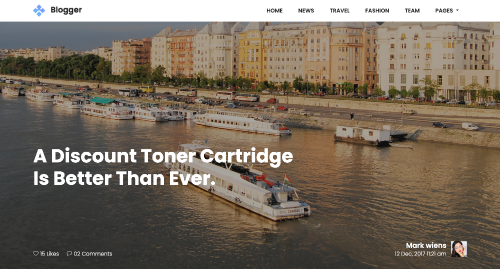 Blogger
HOME NEWS TRAVEL FASHION TEAM PAGES
A Discount Toner Cartridge
Is Better Than Ever.
Mark wiens
15 Likes 02 Comments
12 Dec, 2017 11:21 am